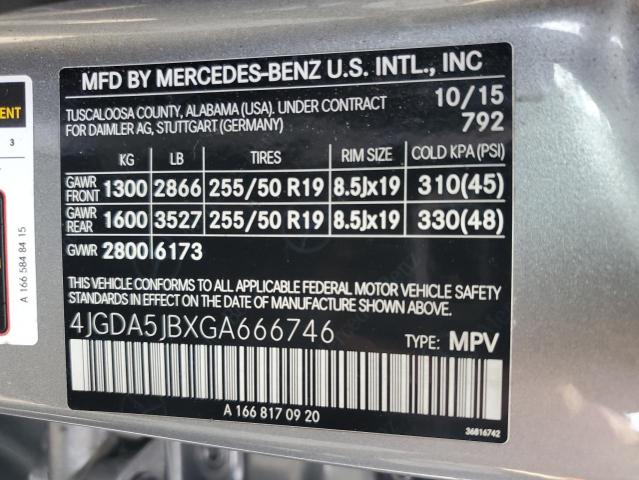 MFD BY MERCEDES-BENZ U.S. INTL., INC
TUSCALOOSA COUNTY, ALABAMA (USA). UNDER CONTRACT
FOR DAIMLER AG, STUTTGART (GERMANY)
10/15
792
KG LB TIRES RIM SIZE COLD KPA (PSI)
GAWR FRONT 1300 2866 255/50 R19 8.5Jx19 310(45)
GAWR REAR 1600 3527 255/50 R19 8.5Jx19 330(48)
GVWR 2800 6173
THIS VEHICLE CONFORMS TO ALL APPLICABLE FEDERAL MOTOR VEHICLE SAFETY
STANDARDS IN EFFECT ON THE DATE OF MANUFACTURE SHOWN ABOVE.
4JGDA5JBXGA666746
TYPE: MPV
A 166 817 09 20
36816742
3
A 166 584 84 15